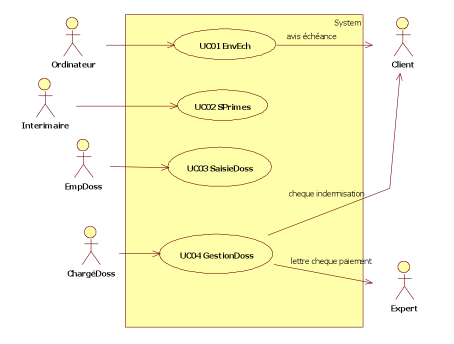 System
UC01 EnvEch
avis échéance
Ordinateur
Client
UC02 SPrimes
Interimaire
UC03 SaisieDoss
EmpDoss
cheque indermisation
UC04 GestionDoss
lettre cheque paiement
ChargéDoss
Expert